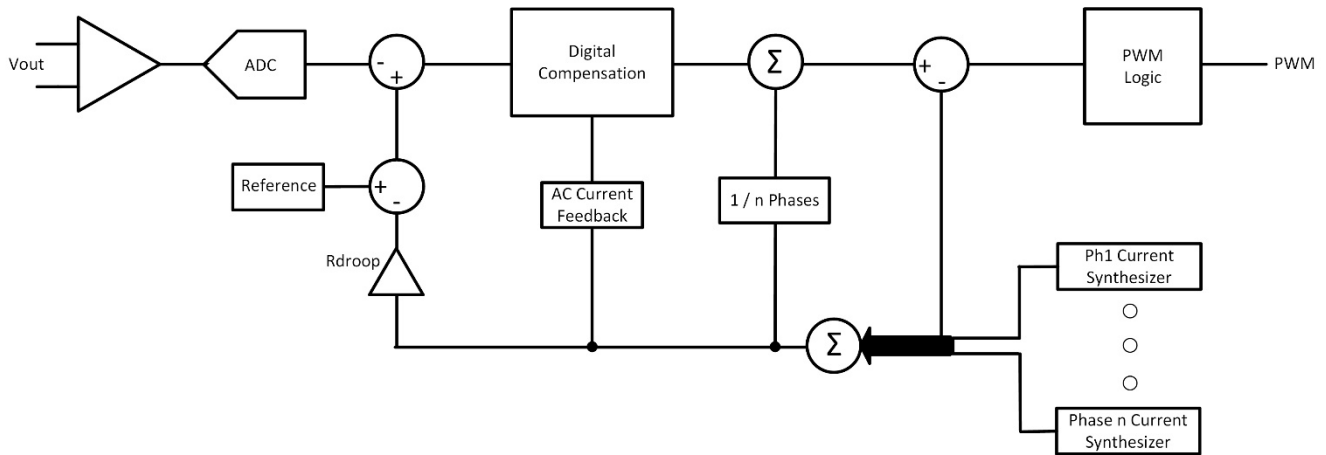 Vout
ADC
-
+
Digital
Compensation
Σ
+
-
PWM
Logic
PWM
Reference
+
-
AC Current
Feedback
1 / n Phases
Rdroop
Ph1 Current
Synthesizer
Σ
Phase n Current
Synthesizer